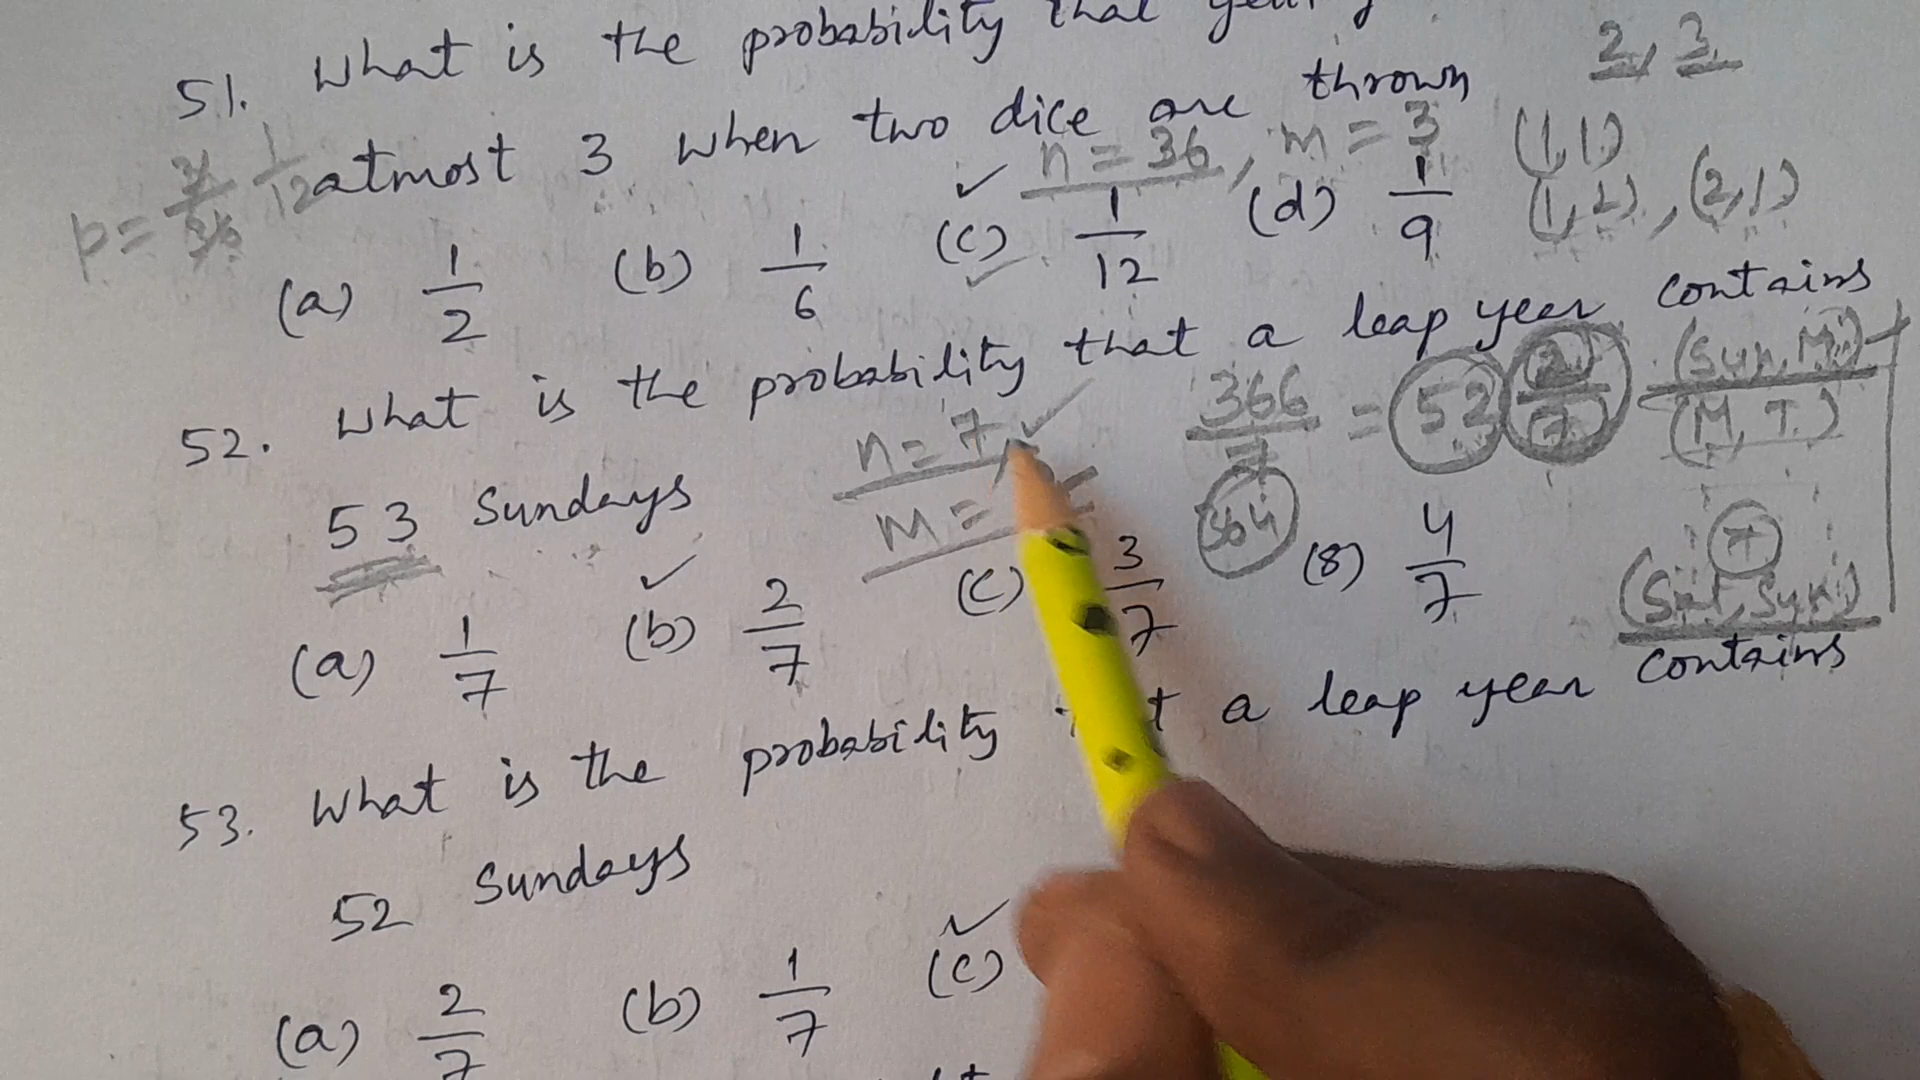 51. What is the probability that
2, 3
atmost 3 when two dice are thrown
p = 3/36 1/12
n = 36, m = 3
(1,1)
(1,2), (2,1)
(a) 1/2 (b) 1/6 (c) 1/12 (d) 1/9
52. What is the probability that a leap year contains
53 Sundays
n = 7
m =
366/7 = 52 2/7
364
(Sun, M)
(M, T)
7
(Sat, Sun)
(a) 1/7 (b) 2/7 (c) 3/7 (8) 4/7
53. What is the probability a leap year contains
52 Sundays
(a) 2/7 (b) 1/7 (c)